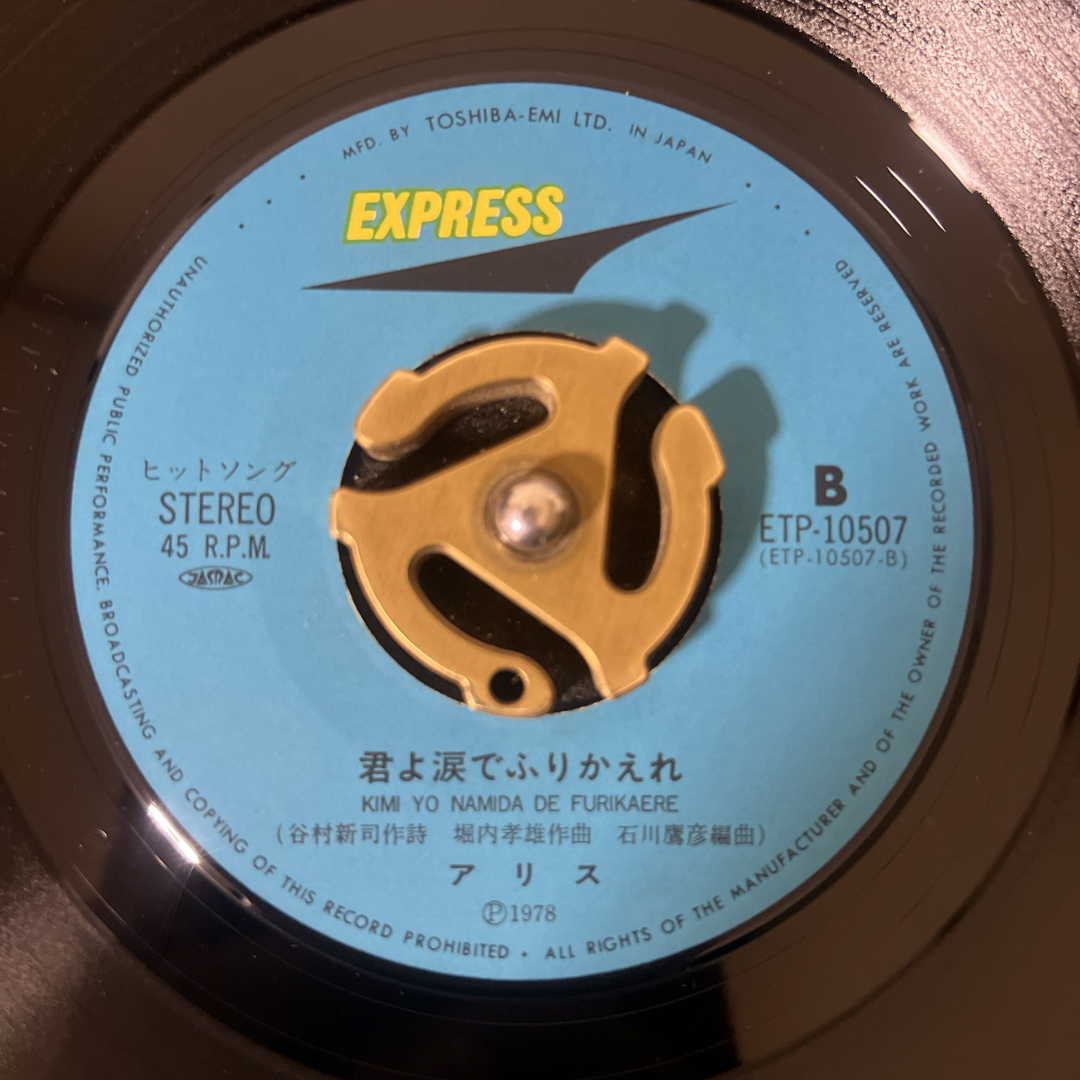 MFD. BY TOSHIBA-EMI LTD. IN JAPAN
EXPRESS
ヒットソング
STEREO
45 R.P.M.
JASRAC
B
ETP-10507
(ETP-10507-B)
君よ涙でふりかえれ
KIMI YO NAMIDA DE FURIKAERE
(谷村新司作詩 堀内孝雄作曲 石川鷹彦編曲)
アリス
Ⓟ1978
UNAUTHORIZED PUBLIC PERFORMANCE. BROADCASTING AND COPYING OF THIS RECORD PROHIBITED • ALL RIGHTS OF THE MANUFACTURER AND OF THE OWNER OF THE RECORDED WORK ARE RESERVED